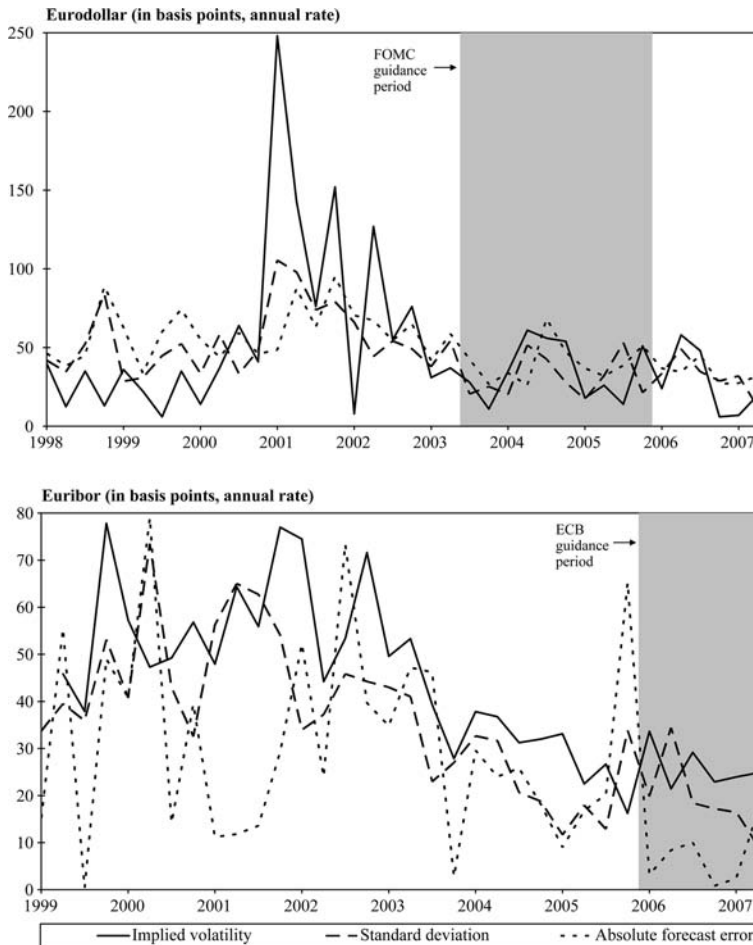 Eurodollar (in basis points, annual rate)
250
200
150
100
50
0
FOMC
guidance
period
1998 1999 2000 2001 2002 2003 2004 2005 2006 2007
Euribor (in basis points, annual rate)
80
70
60
50
40
30
20
10
0
ECB
guidance
period
1999 2000 2001 2002 2003 2004 2005 2006 2007
Implied volatility Standard deviation Absolute forecast error